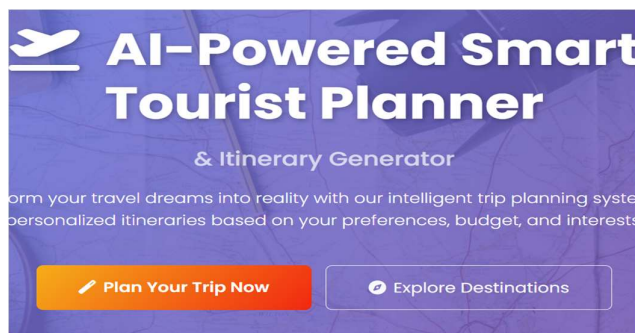 AI-Powered Smart
Tourist Planner
& Itinerary Generator
orm your travel dreams into reality with our intelligent trip planning syste
personalized itineraries based on your preferences, budget, and interests
Plan Your Trip Now
Explore Destinations